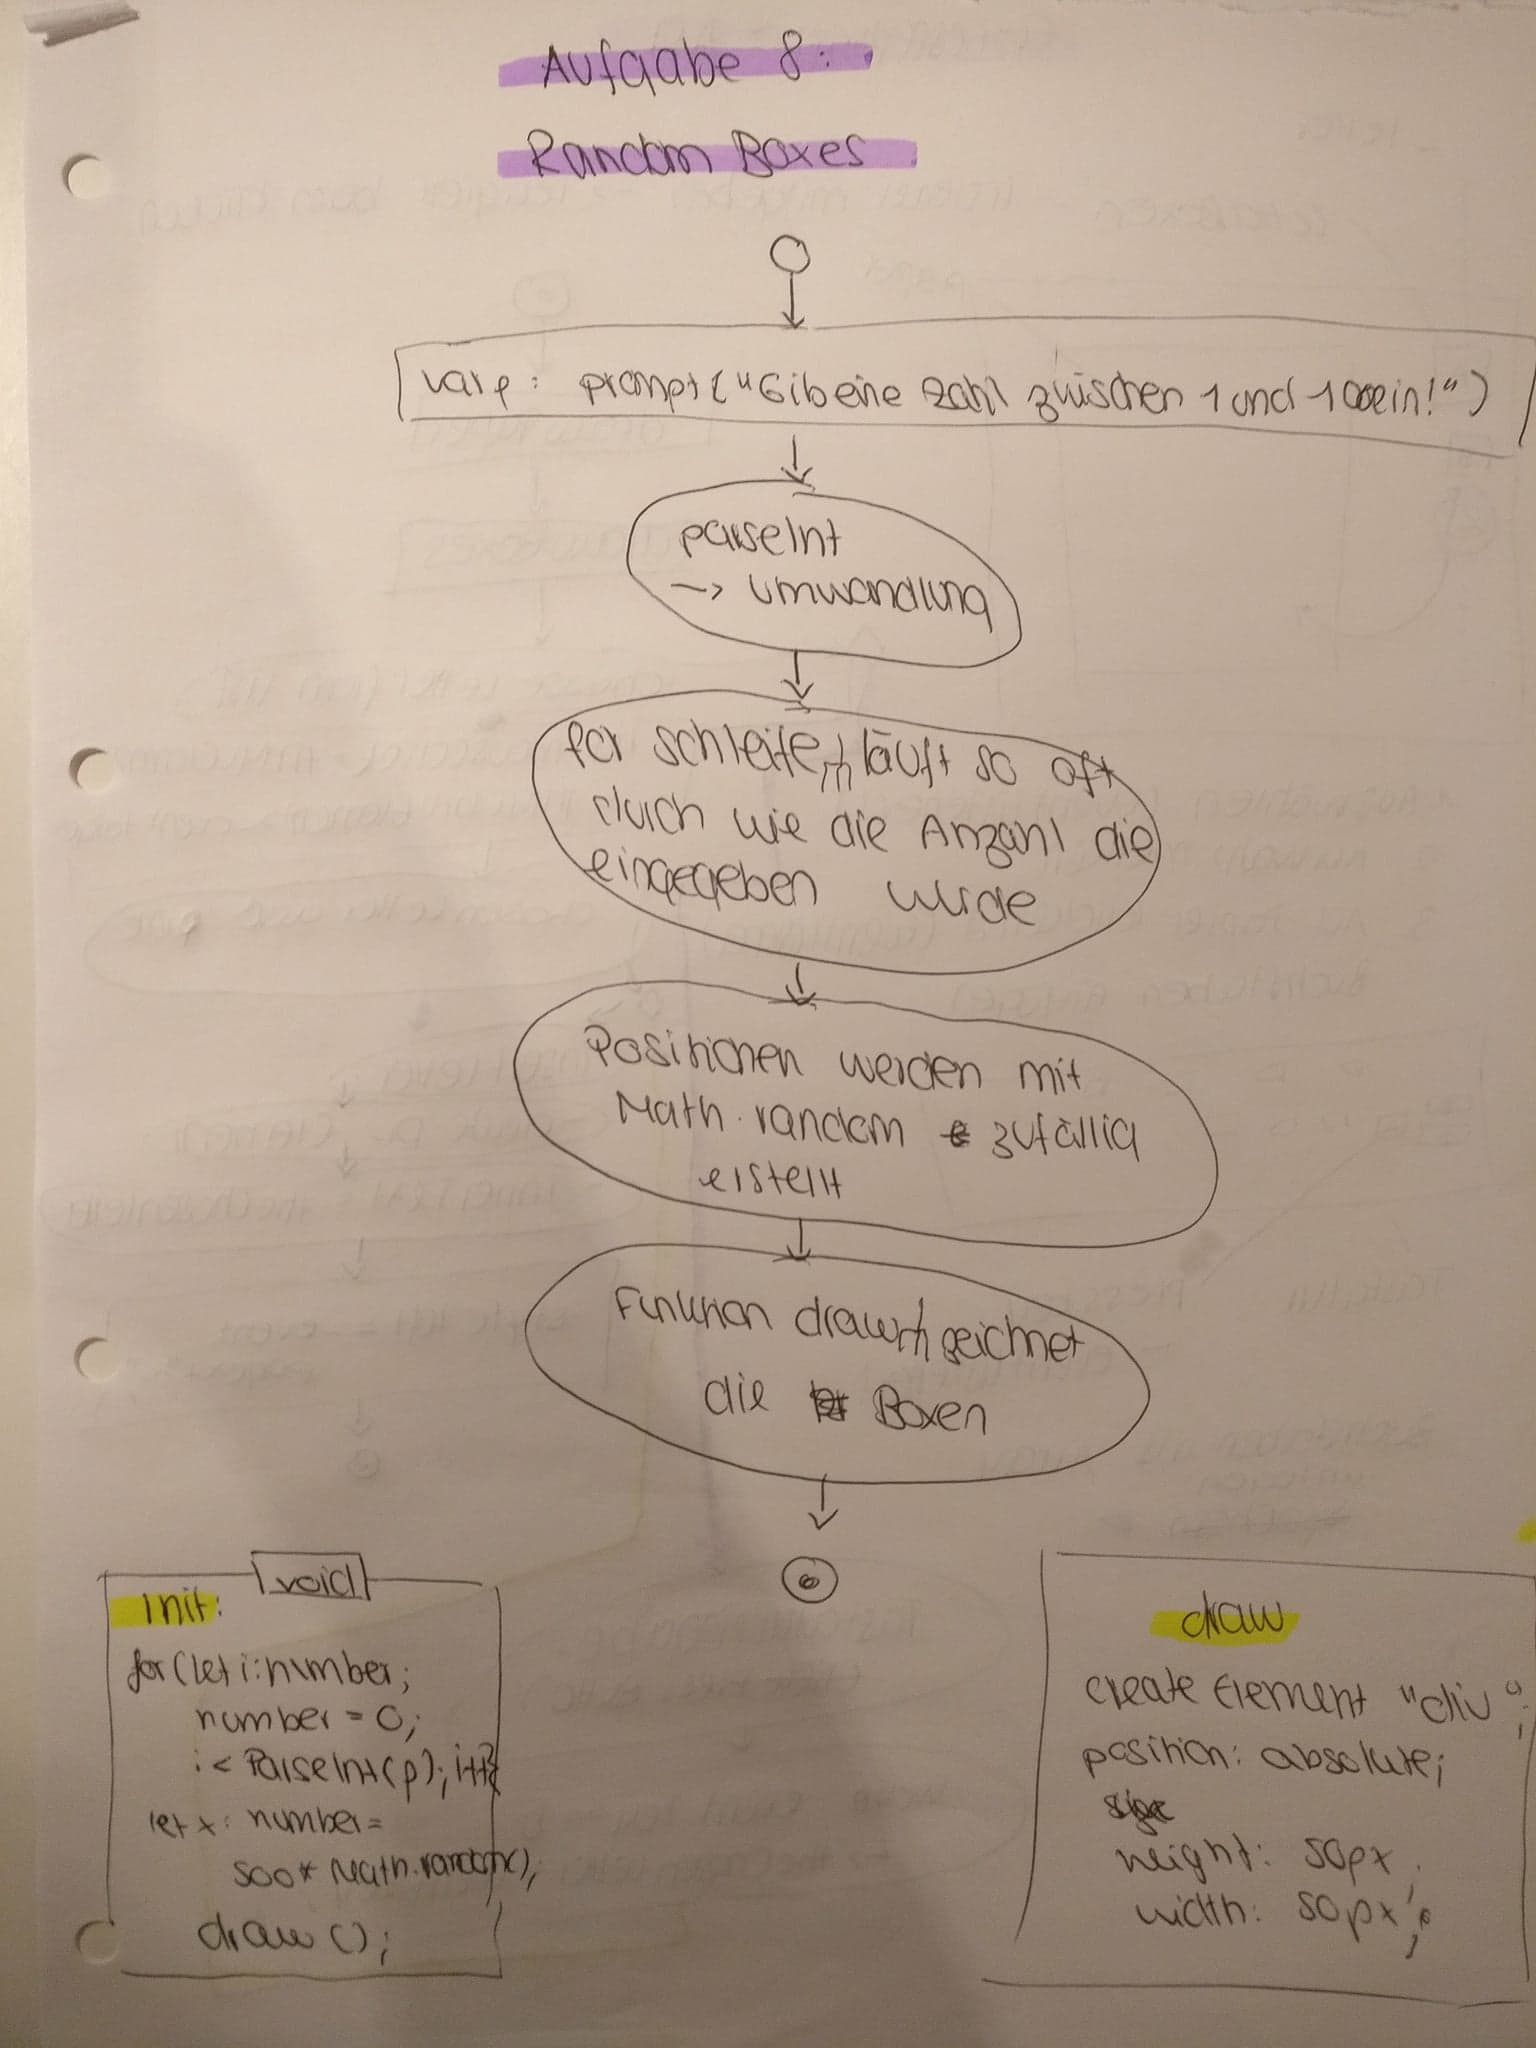 Aufgabe 8:
Random Boxes
var p: prompt("Gib eine Zahl zwischen 1 und 100 ein!")
parseInt
-> Umwandlung
for schleife läuft so oft
durch wie die Anzahl die
eingegeben wurde
Positionen werden mit
Math.random zufällig
erstellt
Funktion draw zeichnet
die Boxen
void
Init:
for (let i:number;
number = 0;
i < ParseInt(p); i++{
let x: number =
500* Math.random();
draw();
draw
create Element "div";
position: absolute;
height: 50px;
width: 50px;